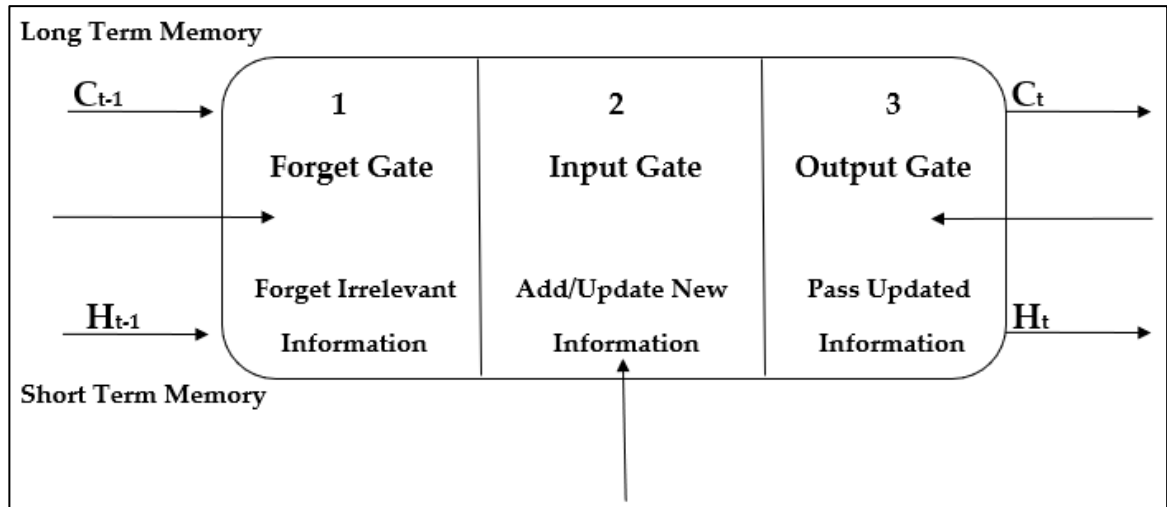 Long Term Memory
Ct-1
1
2
3
Ct
Forget Gate
Input Gate
Output Gate
Forget Irrelevant
Information
Add/Update New
Information
Pass Updated
Information
Ht-1
Ht
Short Term Memory